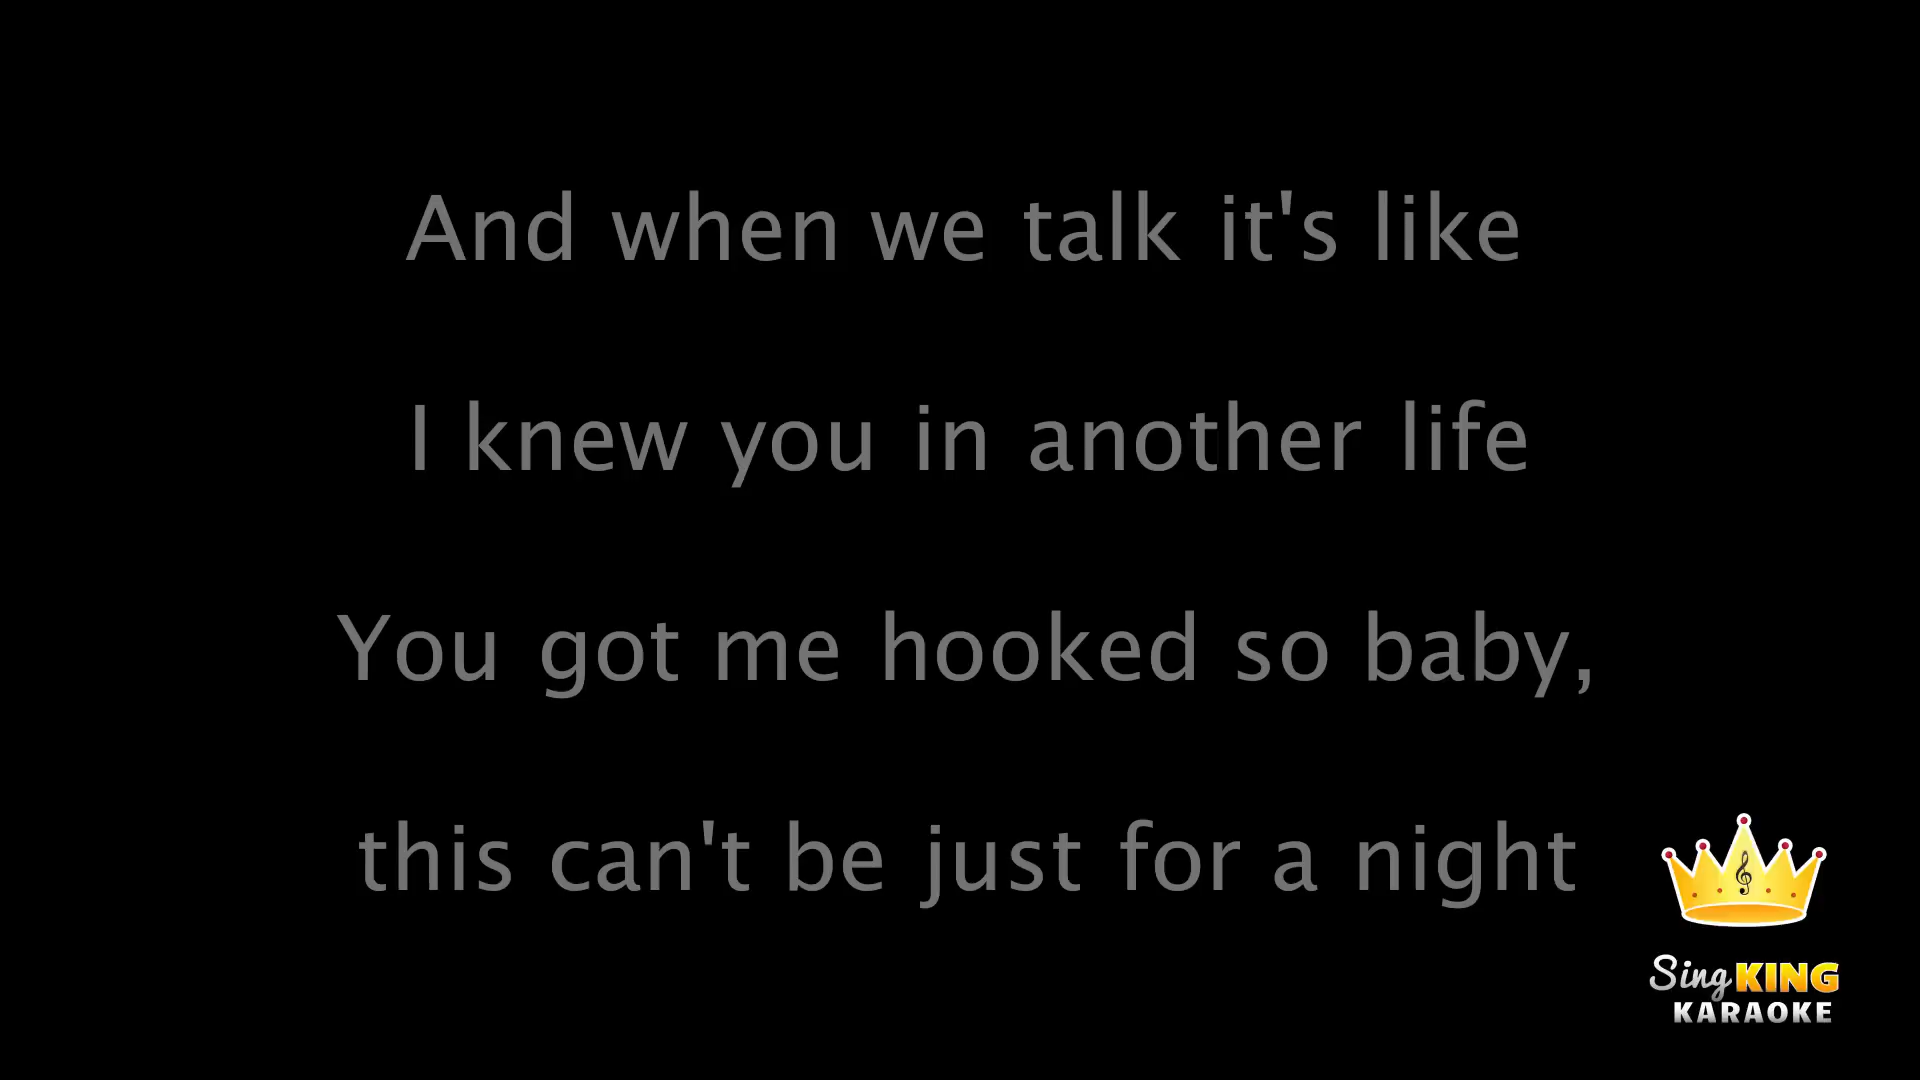 And when we talk it's like
I knew you in another life
You got me hooked so baby,
this can't be just for a night
Sing KING
KARAOKE